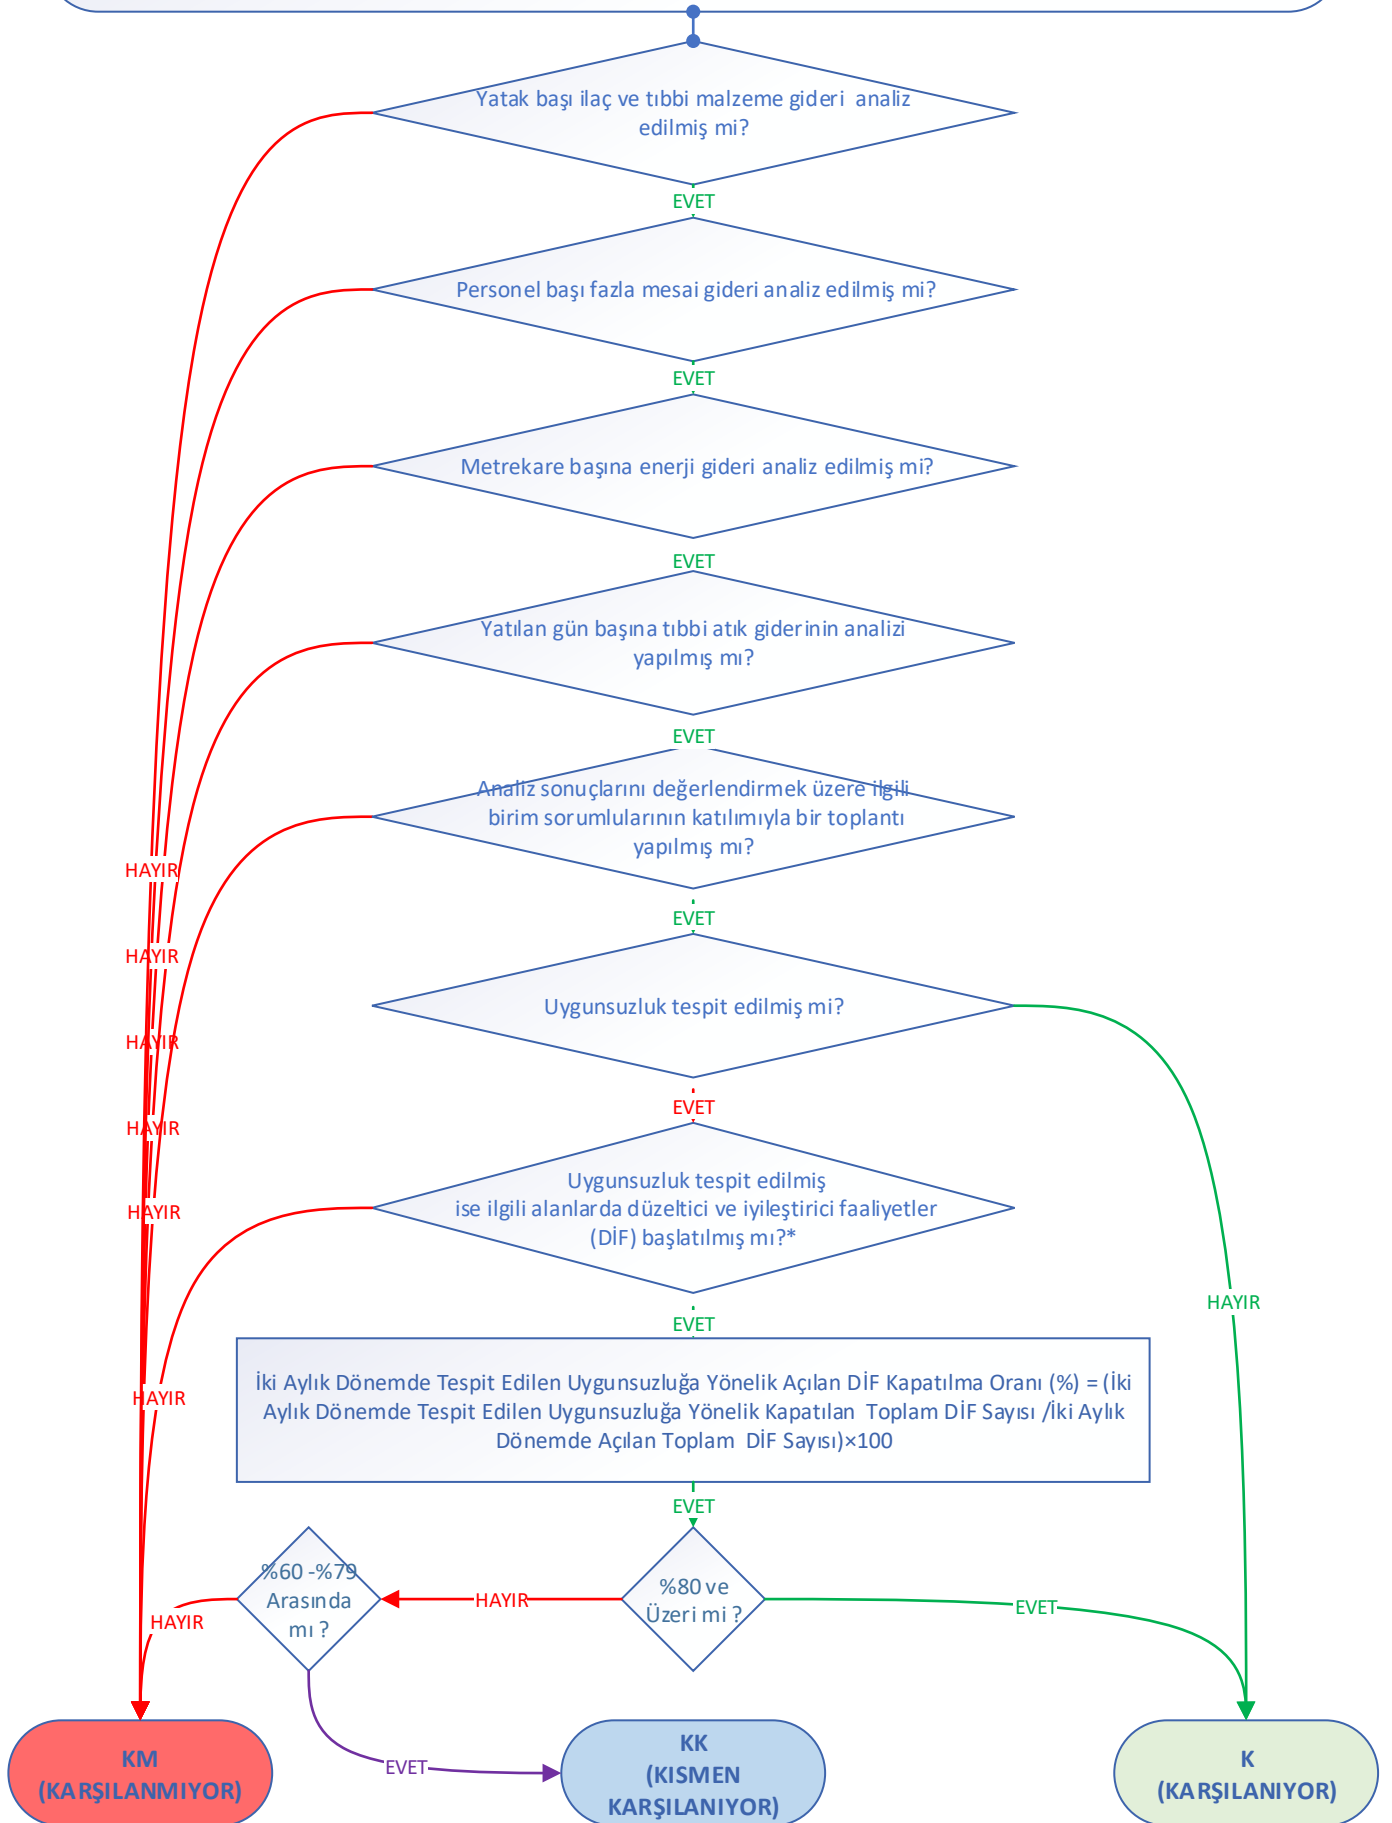 Yatak başı ilaç ve tıbbi malzeme gideri analiz
edilmiş mi?
EVET
Personel başı fazla mesai gideri analiz edilmiş mi?
EVET
Metrekare başına enerji gideri analiz edilmiş mi?
EVET
Yatılan gün başına tıbbi atık giderinin analizi
yapılmış mı?
EVET
Analiz sonuçlarını değerlendirmek üzere ilgili
birim sorumlularının katılımıyla bir toplantı
yapılmış mı?
HAYIR
EVET
HAYIR
Uygunsuzluk tespit edilmiş mi?
HAYIR
EVET
HAYIR
Uygunsuzluk tespit edilmiş
ise ilgili alanlarda düzeltici ve iyileştirici faaliyetler
(DİF) başlatılmış mı?*
HAYIR
HAYIR
EVET
İki Aylık Dönemde Tespit Edilen Uygunsuzluğa Yönelik Açılan DİF Kapatılma Oranı (%) = (İki
Aylık Dönemde Tespit Edilen Uygunsuzluğa Yönelik Kapatılan Toplam DİF Sayısı /İki Aylık
Dönemde Açılan Toplam DİF Sayısı)×100
HAYIR
EVET
%60 -%79
Arasında
mı ?
HAYIR
%80 ve
Üzeri mi ?
EVET
HAYIR
EVET
KM
(KARŞILANMIYOR)
KK
(KISMEN
KARŞILANIYOR)
K
(KARŞILANIYOR)